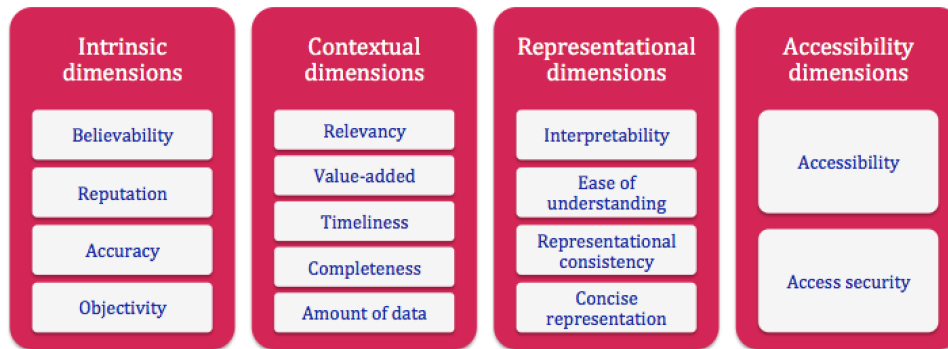 Intrinsic
dimensions
Believability
Reputation
Accuracy
Objectivity
Contextual
dimensions
Relevancy
Value-added
Timeliness
Completeness
Amount of data
Representational
dimensions
Interpretability
Ease of
understanding
Representational
consistency
Concise
representation
Accessibility
dimensions
Accessibility
Access security